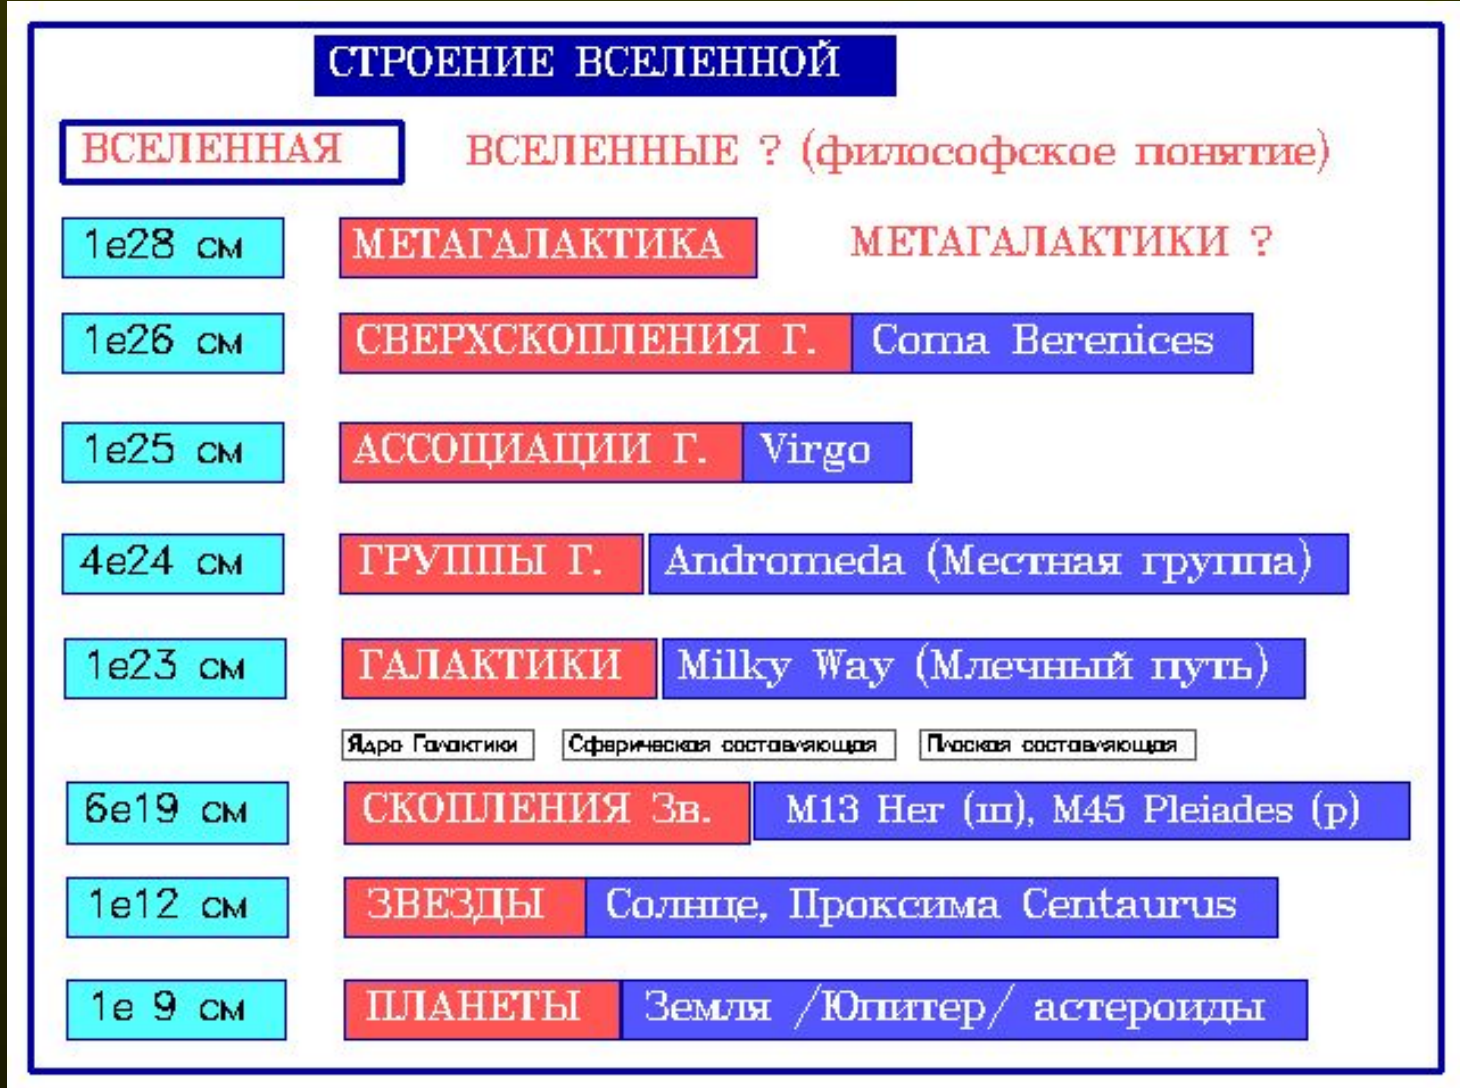 СТРОЕНИЕ ВСЕЛЕННОЙ
ВСЕЛЕННАЯ ВСЕЛЕННЫЕ ? (философское понятие)
1e28 см МЕТАГАЛАКТИКА МЕТАГАЛАКТИКИ ?
1e26 см СВЕРХСКОПЛЕНИЯ Г. Coma Berenices
1e25 см АССОЦИАЦИИ Г. Virgo
4e24 см ГРУППЫ Г. Andromeda (Местная группа)
1e23 см ГАЛАКТИКИ Milky Way (Млечный путь)
Ядро Галактики Сферическая составляющая Плоская составляющая
6e19 см СКОПЛЕНИЯ Зв. M13 Her (ш), M45 Pleiades (р)
1e12 см ЗВЕЗДЫ Солнце, Проксима Centaurus
1e 9 см ПЛАНЕТЫ Земля /Юпитер/ астероиды